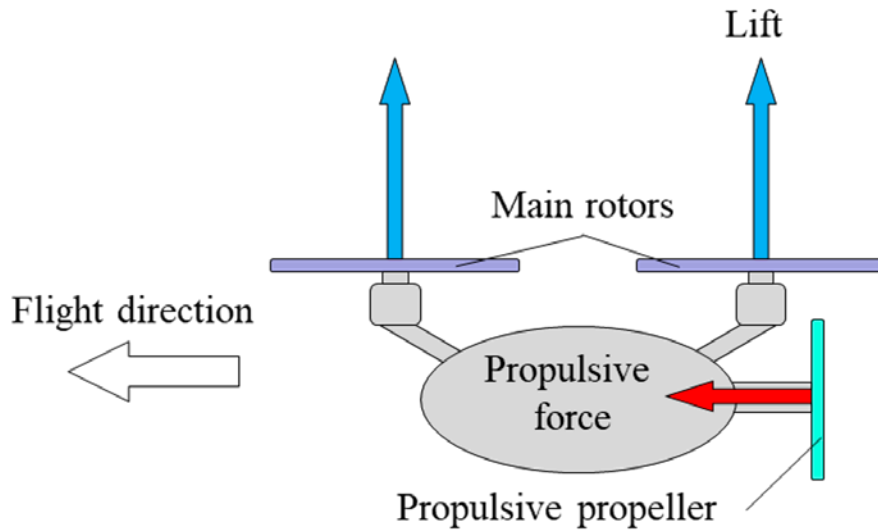 Lift
Main rotors
Flight direction
Propulsive
force
Propulsive propeller